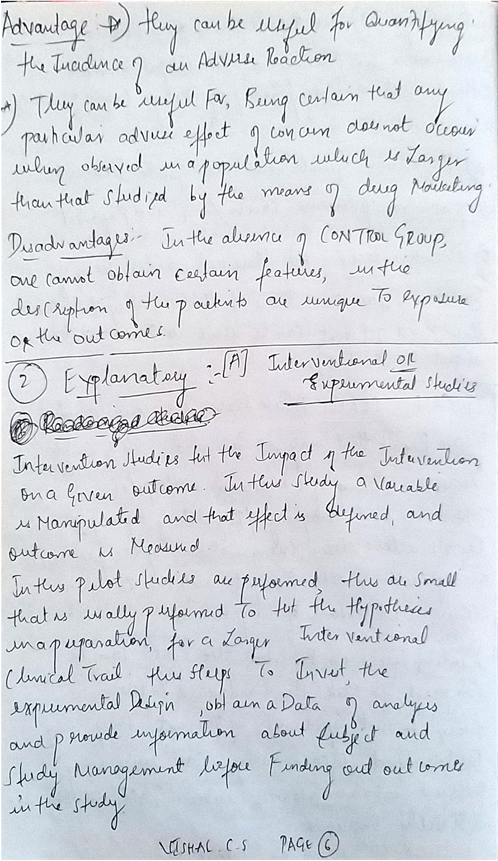 Advantage :-> they can be useful for Quantifying
the Incidence of an Adverse Reaction
*) They can be useful For, Being certain that any
particular adverse effect of concern does not occur
when observed in a population which is Larger
than that studied by the means of drug Marketing.
Disadvantages:- In the absence of CONTROL GROUP,
one cannot obtain certain features, in the
description of the patients are unique To exposure
or the outcomes.
2 Explanatory :- [A] Interventional OR
Experimental studies
Intervention studies test the Impact of the Intervention
on a Given outcome. In this study a variable
is Manipulated and that effect is defined, and
outcome is Measured.
In this pilot studies are performed, this are small
that is usally performed To test the Hypothesis
in a preparation, for a Larger Interventional
Clinical Trail. this steps To Invest, the
experimental Design, obtain a Data of analysis
and provide information about subject and
Study Management before Finding out outcomes
in the study
VISHAL C.S PAGE 6